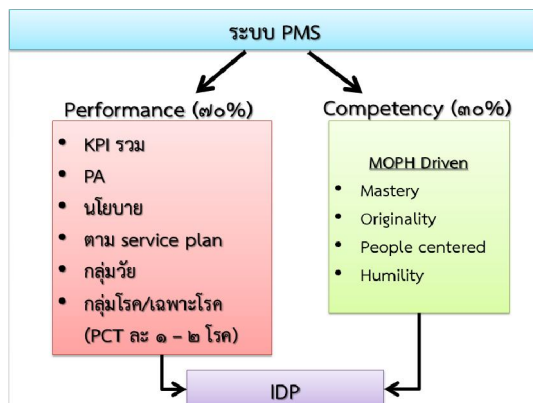 ระบบ PMS
Performance (๗๐%)
• KPI รวม
• PA
• นโยบาย
• ตาม service plan
• กลุ่มวัย
• กลุ่มโรค/เฉพาะโรค
(PCT ละ ๑ – ๒ โรค)
Competency (๓๐%)
MOPH Driven
• Mastery
• Originality
• People centered
• Humility
IDP